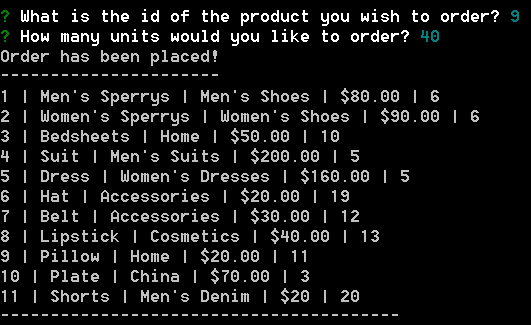 ? What is the id of the product you wish to order? 9
? How many units would you like to order? 40
Order has been placed!
----------------------
1 | Men's Sperrys | Men's Shoes | $80.00 | 6
2 | Women's Sperrys | Women's Shoes | $90.00 | 6
3 | Bedsheets | Home | $50.00 | 10
4 | Suit | Men's Suits | $200.00 | 5
5 | Dress | Women's Dresses | $160.00 | 5
6 | Hat | Accessories | $20.00 | 19
7 | Belt | Accessories | $30.00 | 12
8 | Lipstick | Cosmetics | $40.00 | 13
9 | Pillow | Home | $20.00 | 11
10 | Plate | China | $70.00 | 3
11 | Shorts | Men's Denim | $20 | 20
----------------------------------------